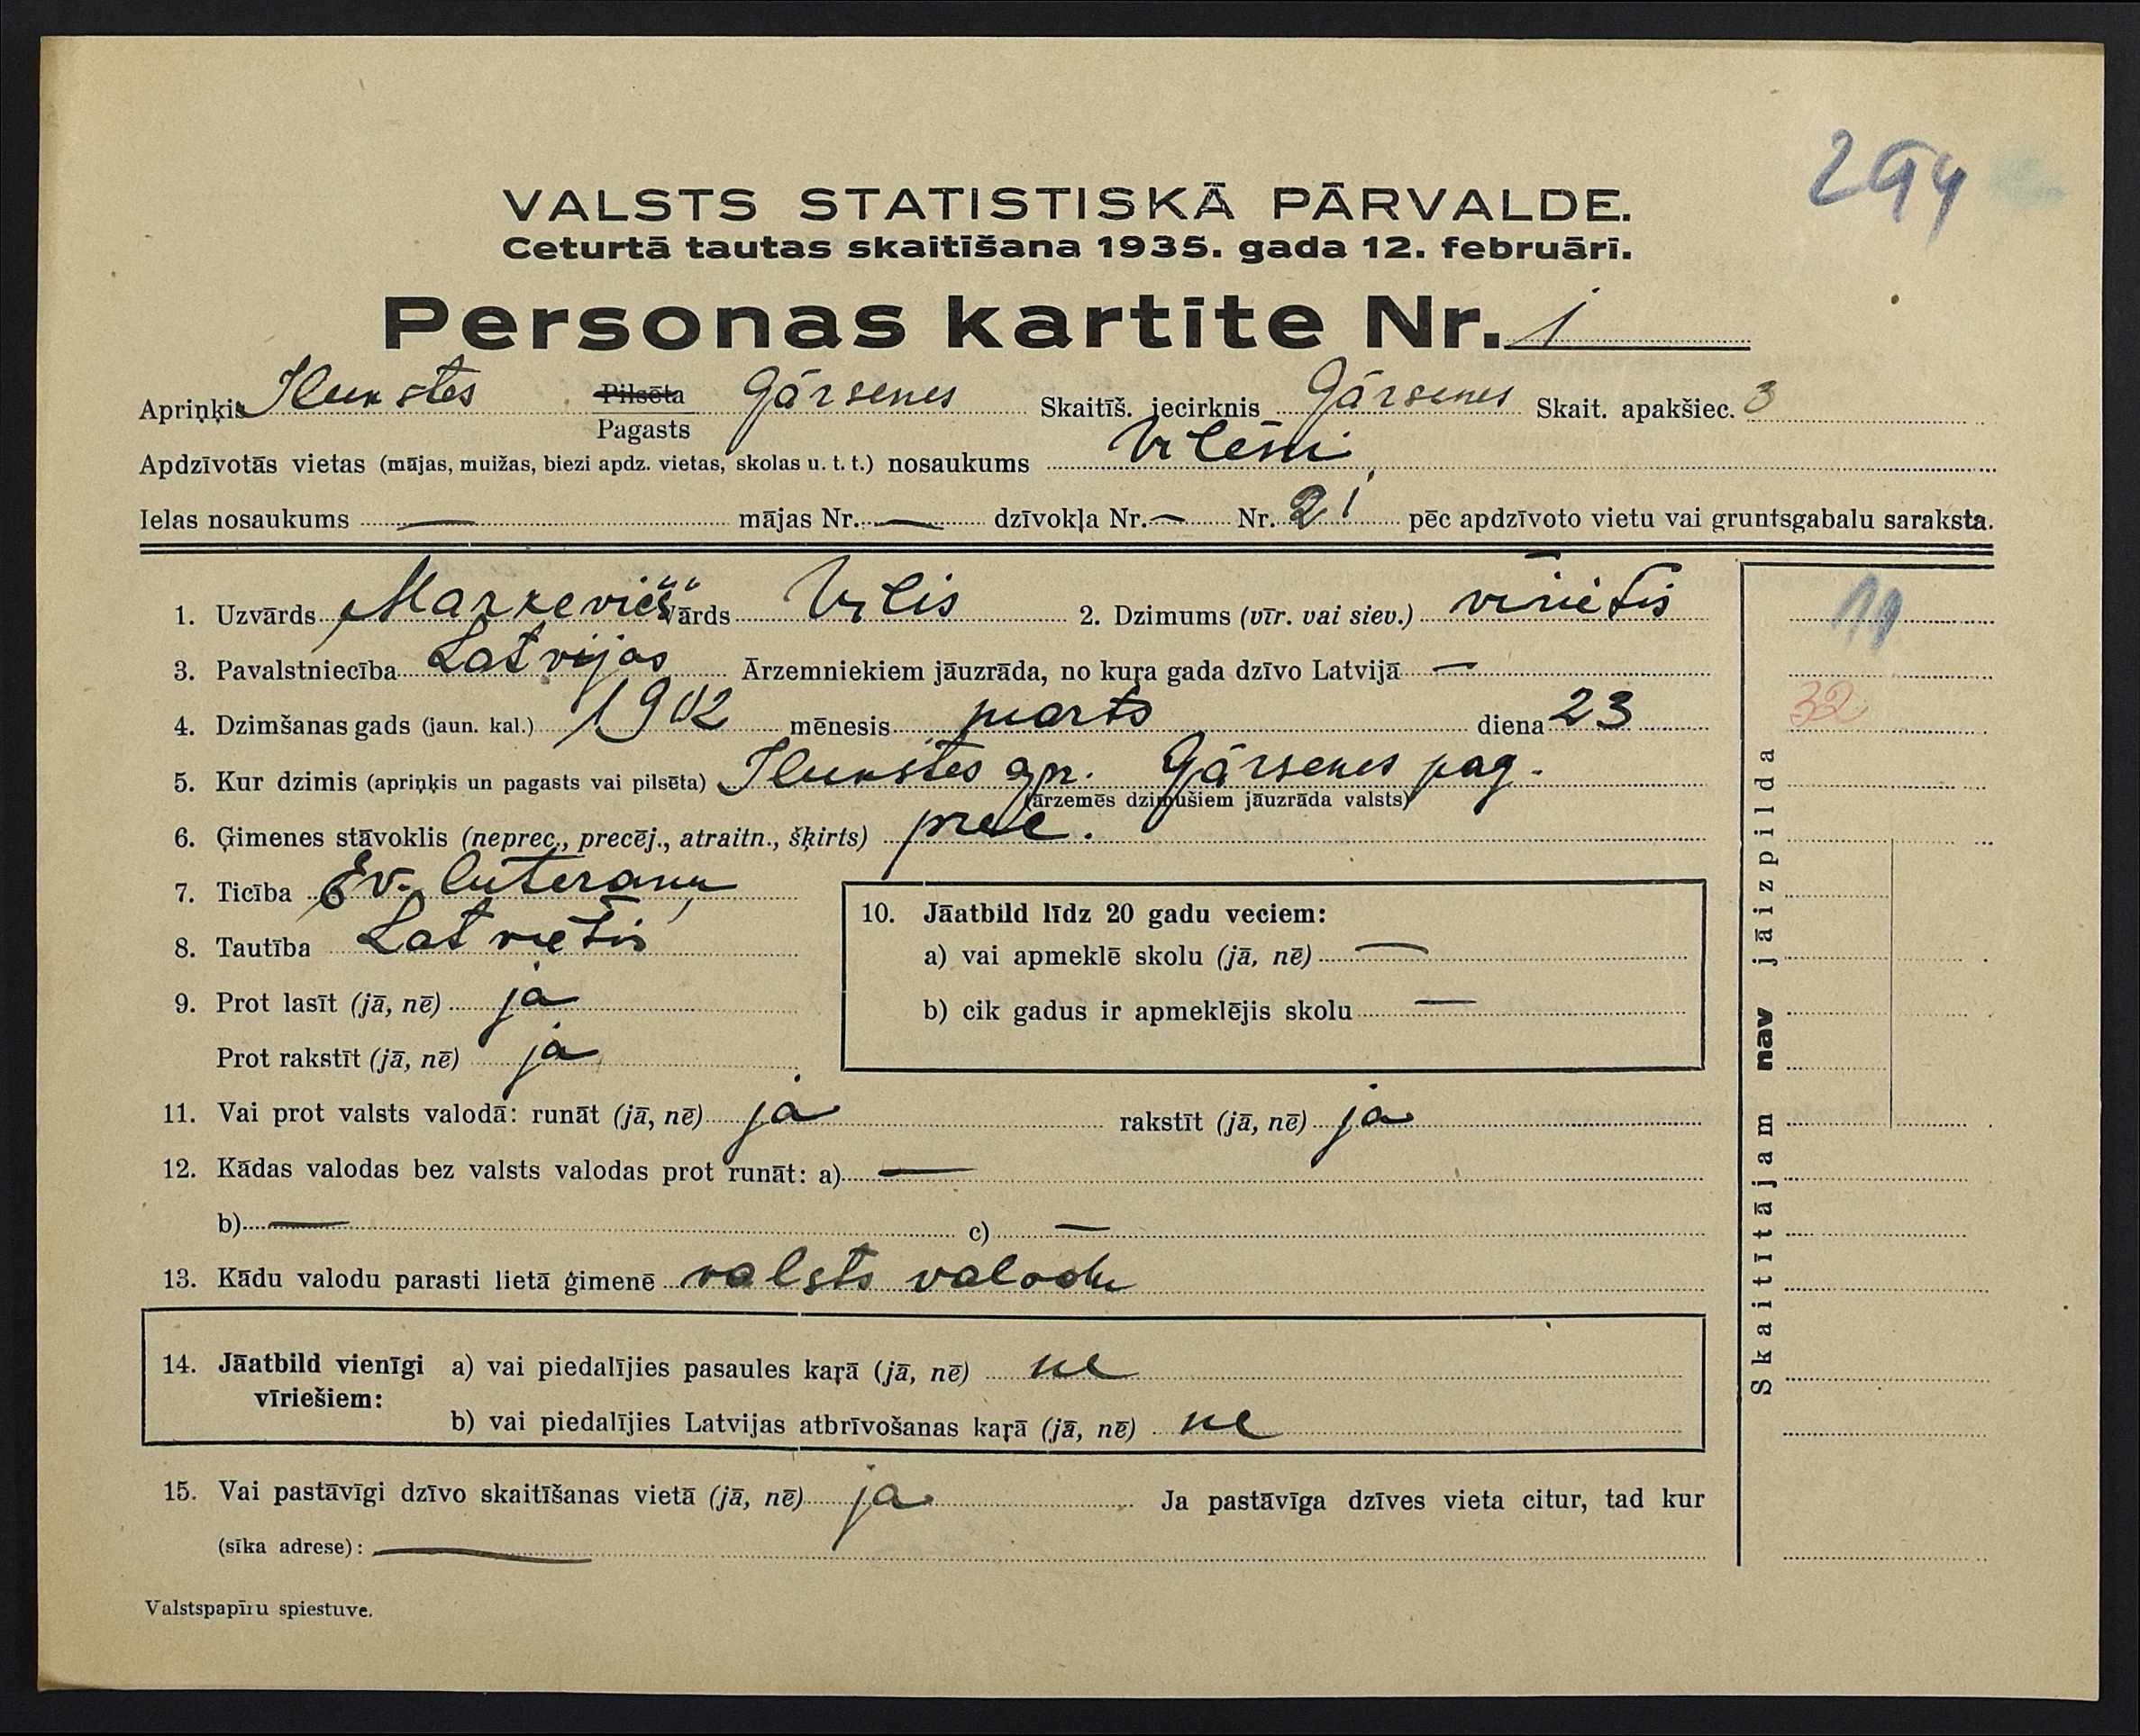 294
VALSTS STATISTISKĀ PĀRVALDE.
Ceturtā tautas skaitīšana 1935. gada 12. februārī.
Personas kartīte Nr. 1
Apriņķis Ilukstes Pilsēta Pagasts Gārsenes Skaitīš. iecirknis Gārsenes Skait. apakšiec. 3
Apdzīvotās vietas (mājas, muižas, biezi apdz. vietas, skolas u. t. t.) nosaukums Vilēni
Ielas nosaukums — mājas Nr. — dzīvokļa Nr. — Nr. 21 pēc apdzīvoto vietu vai gruntsgabalu saraksta.
1. Uzvārds Markevičš Vārds Vilis 2. Dzimums (vīr. vai siev.) vīrietis
11
3. Pavalstniecība Latvijas Ārzemniekiem jāuzrāda, no kuŗa gada dzīvo Latvijā —
4. Dzimšanas gads (jaun. kal.) 1902 mēnesis marts diena 23
32
5. Kur dzimis (apriņķis un pagasts vai pilsēta) Ilukstes apr. Gārsenes pag.
(ārzemēs dzimušiem jāuzrāda valsts)
6. Ģimenes stāvoklis (neprec., precēj., atraitn., šķirts) prec.
7. Ticība Ev. luteraņu
8. Tautība Latvietis
9. Prot lasīt (jā, nē) jā
Prot rakstīt (jā, nē) jā
10. Jāatbild līdz 20 gadu veciem:
a) vai apmeklē skolu (jā, nē) —
b) cik gadus ir apmeklējis skolu —
11. Vai prot valsts valodā: runāt (jā, nē) jā rakstīt (jā, nē) jā
12. Kādas valodas bez valsts valodas prot runāt: a) —
b) — c) —
13. Kādu valodu parasti lietā ģimenē valsts valodu
14. Jāatbild vienīgi vīriešiem: a) vai piedalījies pasaules kaŗā (jā, nē) ne
b) vai piedalījies Latvijas atbrīvošanas kaŗā (jā, nē) ne
15. Vai pastāvīgi dzīvo skaitīšanas vietā (jā, nē) ja Ja pastāvīga dzīves vieta citur, tad kur
(sīka adrese): —
Skaitītājam nav jāizpilda
Valstspapīru spiestuve.